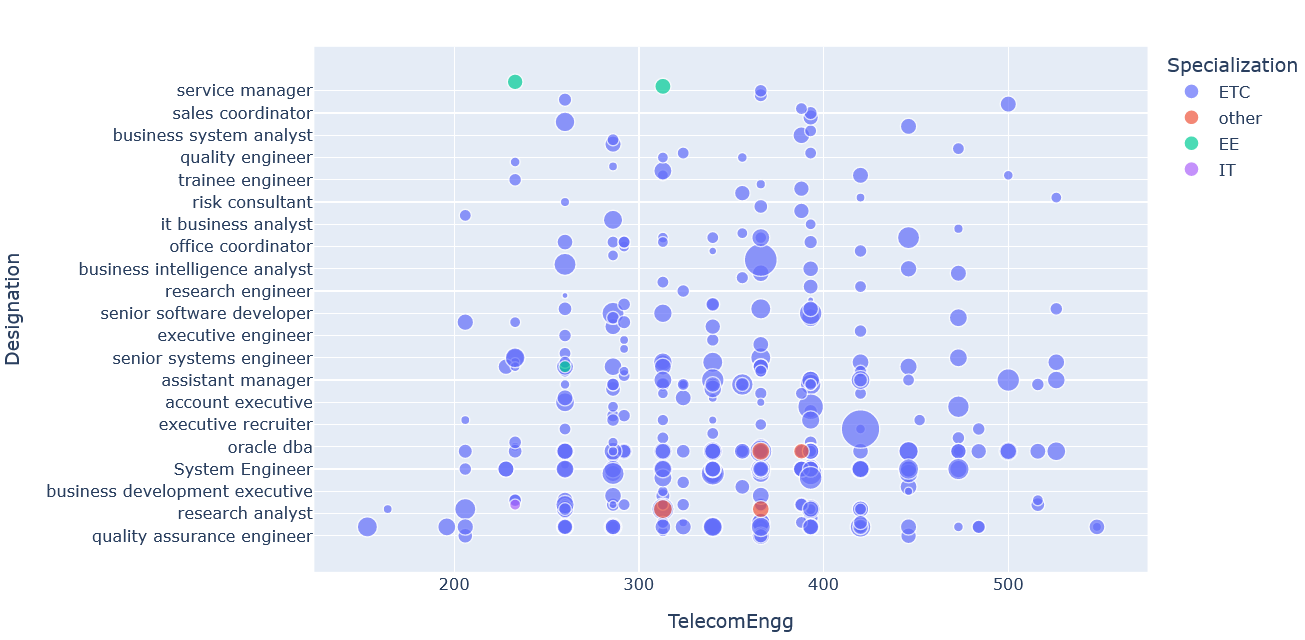 Specialization
ETC
other
EE
IT
Designation
service manager
sales coordinator
business system analyst
quality engineer
trainee engineer
risk consultant
it business analyst
office coordinator
business intelligence analyst
research engineer
senior software developer
executive engineer
senior systems engineer
assistant manager
account executive
executive recruiter
oracle dba
System Engineer
business development executive
research analyst
quality assurance engineer
200 300 400 500
TelecomEngg